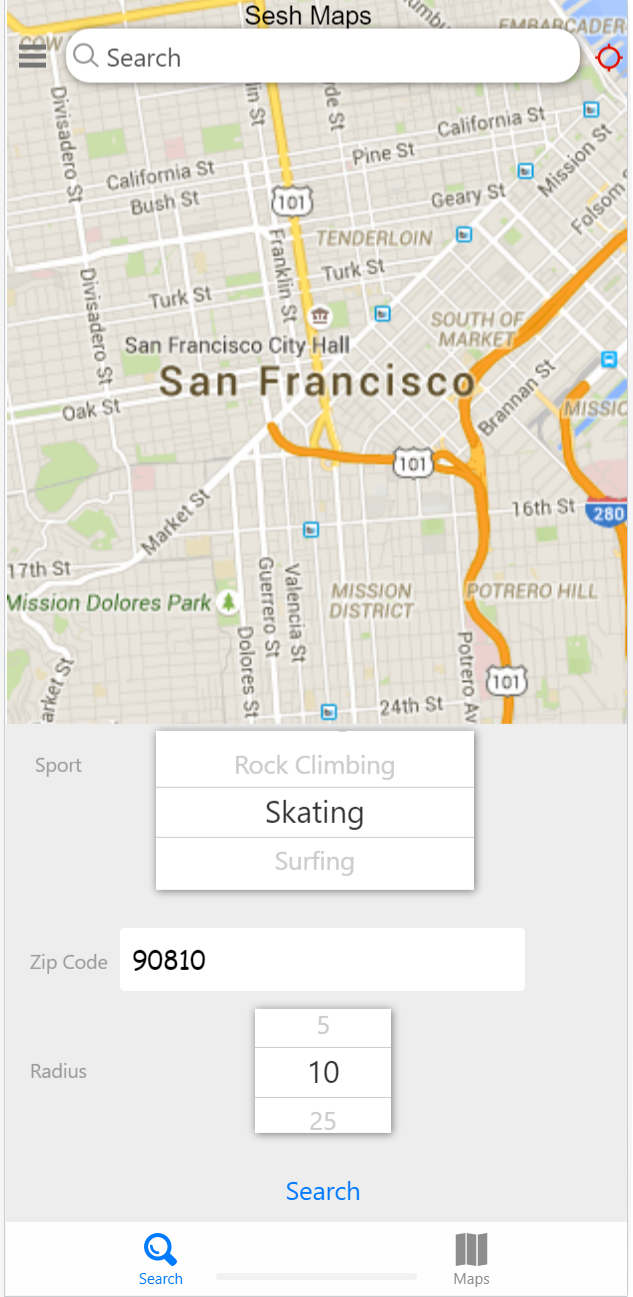 Sesh Maps
COW
EMBARCADER
Search
Divisadero St
California St
Mission St
California St
Pine St
Bush St
101
Geary St
Folsom
TENDERLOIN
Franklin St
Turk St
Divisadero St
Turk St
SOUTH OF
MARKET
San Francisco City Hall
San Francisco
Brannan St
Oak St
MISSIO
101
16th St
280
Market St
17th St
Guerrero St
Valencia St
MISSION
DISTRICT
POTRERO HILL
Mission Dolores Park
Dolores St
Potrero Av
101
arket St
24th St
Sport
Rock Climbing
Skating
Surfing
Zip Code
90810
Radius
5
10
25
Search
Search
Maps